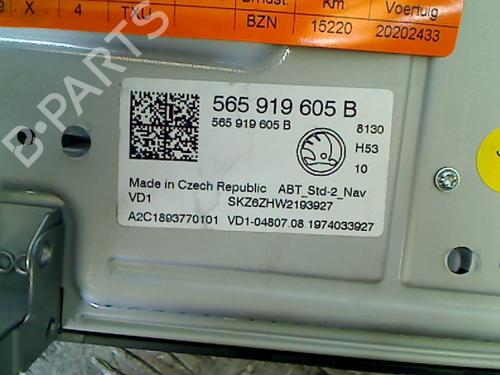 X 4
BZN
Km
15220
Voertuig
20202433
565 919 605 B
565 919 605 B
8130
H53
10
Made in Czech Republic ABT_Std-2_Nav
VD1 SKZ6ZHW2193927
A2C1893770101 VD1-04807.08.1974033927
B-PARTS